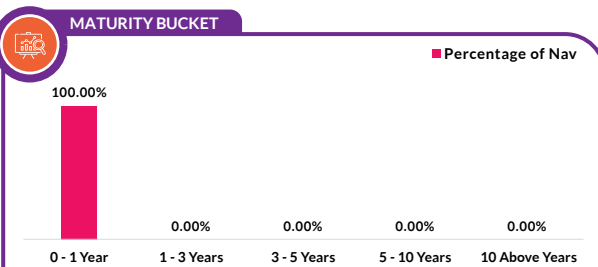 MATURITY BUCKET
Percentage of Nav
100.00%
0.00% 0.00% 0.00% 0.00%
0 - 1 Year 1 - 3 Years 3 - 5 Years 5 - 10 Years 10 Above Years